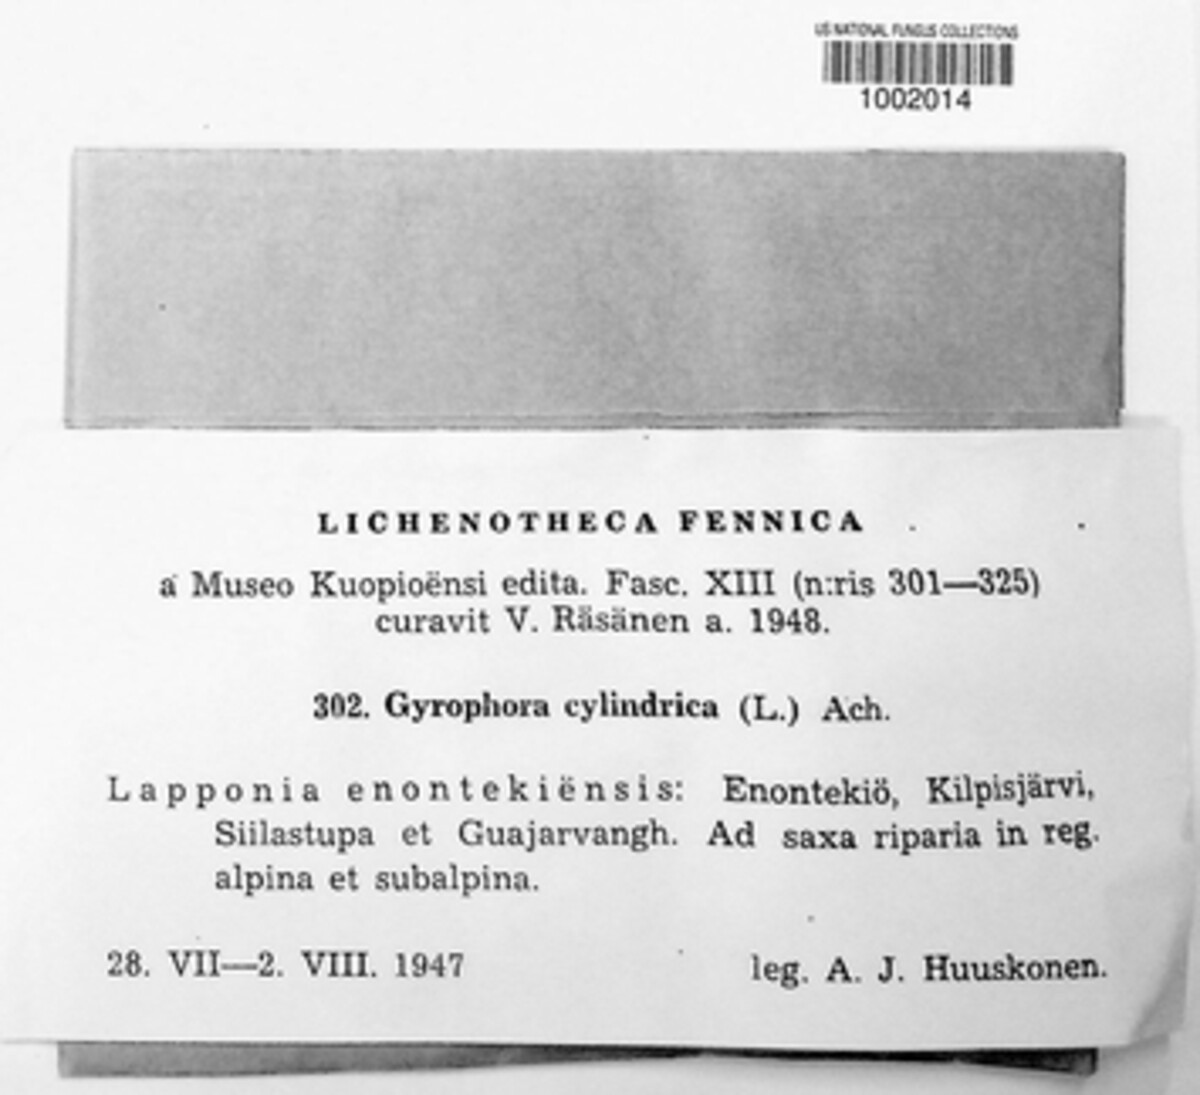 US NATIONAL FUNGUS COLLECTIONS
1002014
LICHENOTHECA FENNICA
a Museo Kuopioënsi edita. Fasc. XIII (n:ris 301—325)
curavit V. Räsänen a. 1948.
302. Gyrophora cylindrica (L.) Ach.
Lapponia enontekiënsis: Enontekiö, Kilpisjärvi,
Siilastupa et Guajarvangh. Ad saxa riparia in reg.
alpina et subalpina.
28. VII—2. VIII. 1947 leg. A. J. Huuskonen.